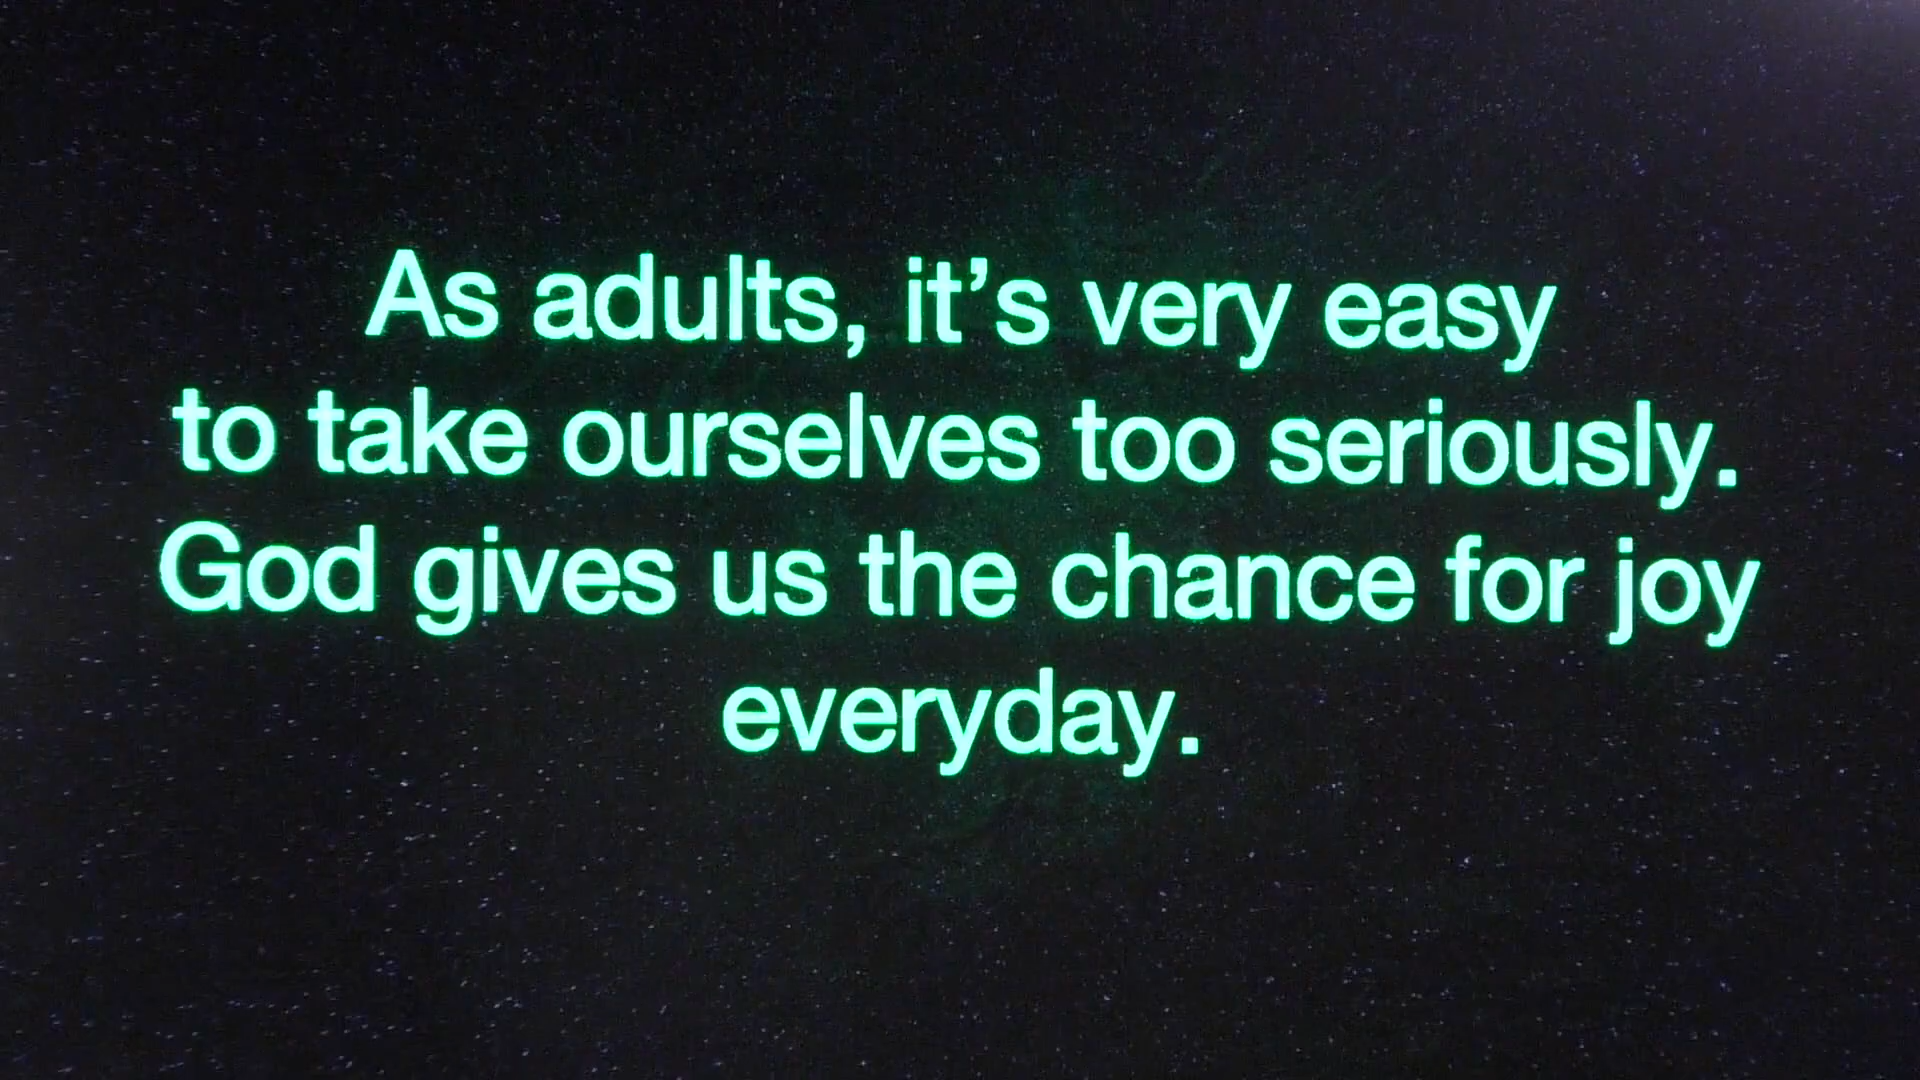 As adults, it’s very easy
to take ourselves too seriously.
God gives us the chance for joy
everyday.